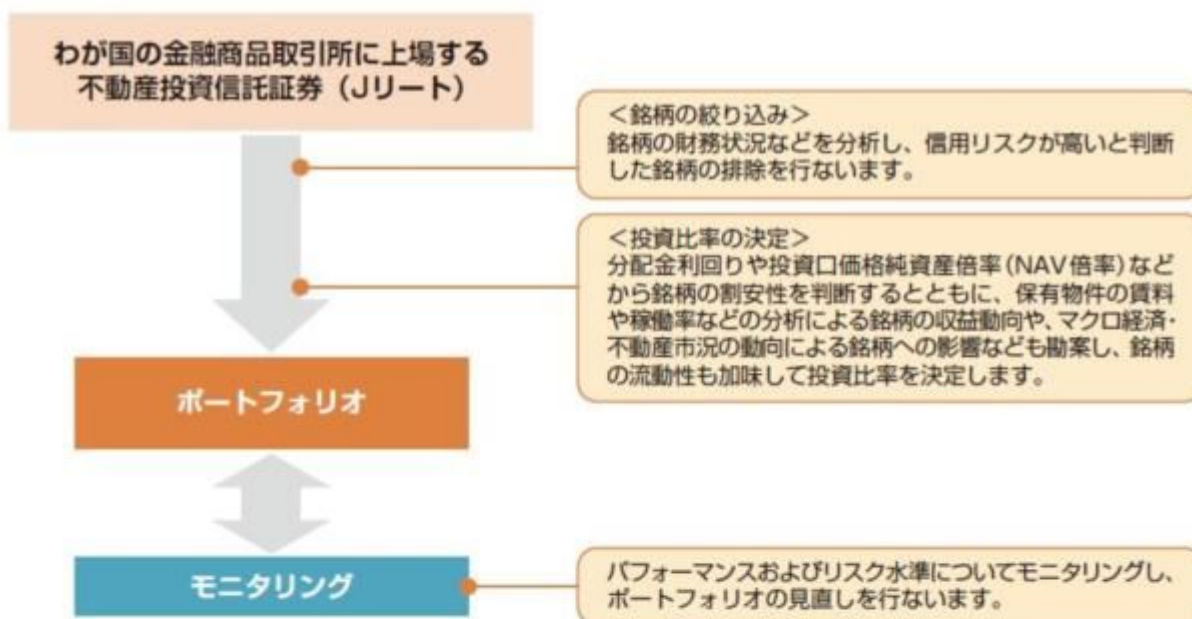 わが国の金融商品取引所に上場する
不動産投資信託証券（Jリート）
＜銘柄の絞り込み＞
銘柄の財務状況などを分析し、信用リスクが高いと判断
した銘柄の排除を行ないます。
＜投資比率の決定＞
分配金利回りや投資口価格純資産倍率（NAV倍率）など
から銘柄の割安性を判断するとともに、保有物件の賃料
や稼働率などの分析による銘柄の収益動向や、マクロ経済・
不動産市況の動向による銘柄への影響なども勘案し、銘柄
の流動性も加味して投資比率を決定します。
ポートフォリオ
モニタリング
パフォーマンスおよびリスク水準についてモニタリングし、
ポートフォリオの見直しを行ないます。